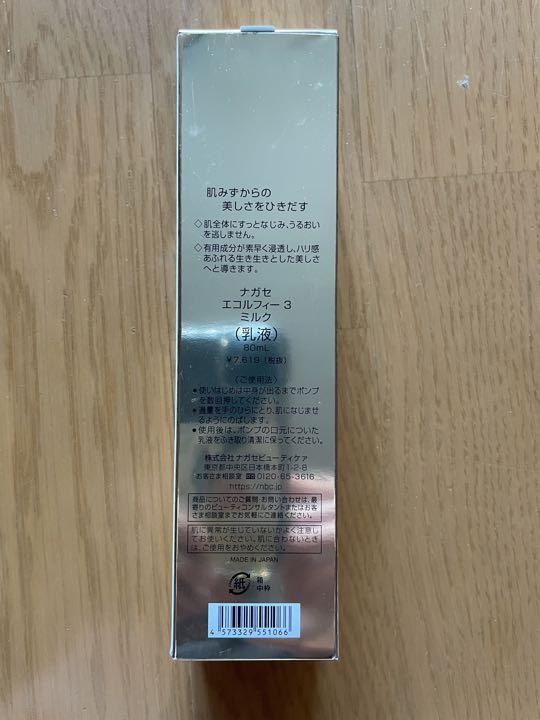 肌みずからの
美しさをひきだす
◇肌全体にすっとなじみ、うるおい
を逃しません。
◇有用成分が素早く浸透し、ハリ感
あふれる生き生きとした美しさ
へと導きます。
ナガセ
エコルフィー 3
ミルク
(乳液)
80mL
¥7,619 (税抜)
〈ご使用法〉
●使いはじめは中身が出るまでポンプ
を数回押してください。
●適量を手のひらにとり、肌になじませ
るようにのばします。
●使用後は、ポンプの口元についた
乳液をふき取り清潔に保ってください。
株式会社 ナガセビューティケァ
東京都中央区日本橋本町1-2-8
お客さま相談室 0120-65-3616
https://nbc.jp
商品についてのご質問・お問い合わせは、最
寄りのビューティコンサルタントまたはお客
さま相談室までお気軽にご連絡ください。
肌に異常が生じていないかよく注意し
てお使いください。肌に合わないとき
は、ご使用をおやめください。
MADE IN JAPAN
紙 箱
中枠
4 573329 551066